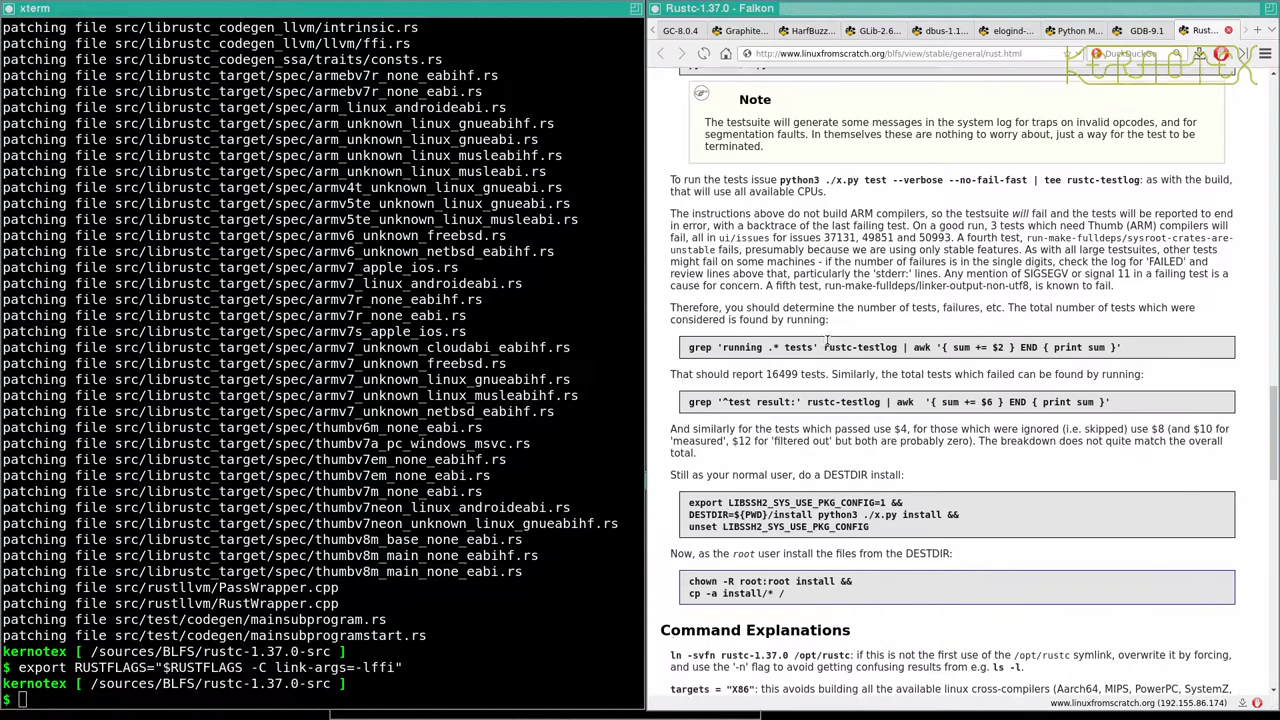 xterm
patching file src/librustc_codegen_llvm/intrinsic.rs
patching file src/librustc_codegen_llvm/llvm/ffi.rs
patching file src/librustc_codegen_ssa/traits/consts.rs
patching file src/librustc_target/spec/armebv7r_none_eabihf.rs
patching file src/librustc_target/spec/armebv7r_none_eabi.rs
patching file src/librustc_target/spec/arm_linux_androideabi.rs
patching file src/librustc_target/spec/arm_unknown_linux_gnueabihf.rs
patching file src/librustc_target/spec/arm_unknown_linux_gnueabi.rs
patching file src/librustc_target/spec/arm_unknown_linux_musleabihf.rs
patching file src/librustc_target/spec/arm_unknown_linux_musleabi.rs
patching file src/librustc_target/spec/armv4t_unknown_linux_gnueabi.rs
patching file src/librustc_target/spec/armv5te_unknown_linux_gnueabi.rs
patching file src/librustc_target/spec/armv5te_unknown_linux_musleabi.rs
patching file src/librustc_target/spec/armv6_unknown_freebsd.rs
patching file src/librustc_target/spec/armv6_unknown_netbsd_eabihf.rs
patching file src/librustc_target/spec/armv7_apple_ios.rs
patching file src/librustc_target/spec/armv7_linux_androideabi.rs
patching file src/librustc_target/spec/armv7r_none_eabihf.rs
patching file src/librustc_target/spec/armv7r_none_eabi.rs
patching file src/librustc_target/spec/armv7s_apple_ios.rs
patching file src/librustc_target/spec/armv7_unknown_cloudabi_eabihf.rs
patching file src/librustc_target/spec/armv7_unknown_freebsd.rs
patching file src/librustc_target/spec/armv7_unknown_linux_gnueabihf.rs
patching file src/librustc_target/spec/armv7_unknown_linux_musleabihf.rs
patching file src/librustc_target/spec/armv7_unknown_netbsd_eabihf.rs
patching file src/librustc_target/spec/thumbv6m_none_eabi.rs
patching file src/librustc_target/spec/thumbv7a_pc_windows_msvc.rs
patching file src/librustc_target/spec/thumbv7em_none_eabihf.rs
patching file src/librustc_target/spec/thumbv7em_none_eabi.rs
patching file src/librustc_target/spec/thumbv7m_none_eabi.rs
patching file src/librustc_target/spec/thumbv7neon_linux_androideabi.rs
patching file src/librustc_target/spec/thumbv7neon_unknown_linux_gnueabihf.rs
patching file src/librustc_target/spec/thumbv8m_base_none_eabi.rs
patching file src/librustc_target/spec/thumbv8m_main_none_eabihf.rs
patching file src/librustc_target/spec/thumbv8m_main_none_eabi.rs
patching file src/rustllvm/PassWrapper.cpp
patching file src/rustllvm/RustWrapper.cpp
patching file src/test/codegen/mainsubprogram.rs
patching file src/test/codegen/mainsubprogramstart.rs
kernotex [ /sources/BLFS/rustc-1.37.0-src ]
$ export RUSTFLAGS="$RUSTFLAGS -C link-args=-lffi"
kernotex [ /sources/BLFS/rustc-1.37.0-src ]
$
Rustc-1.37.0 - Falkon
GC-8.0.4 Graphite... HarfBuzz... GLib-2.6... dbus-1.1... elogind-... Python M... GDB-9.1 Rust...
http://www.linuxfromscratch.org/blfs/view/stable/general/rust.html DuckDuckGo
KERNOTEX
Note
The testsuite will generate some messages in the system log for traps on invalid opcodes, and for
segmentation faults. In themselves these are nothing to worry about, just a way for the test to be
terminated.
To run the tests issue python3 ./x.py test --verbose --no-fail-fast | tee rustc-testlog: as with the build,
that will use all available CPUs.
The instructions above do not build ARM compilers, so the testsuite will fail and the tests will be reported to end
in error, with a backtrace of the last failing test. On a good run, 3 tests which need Thumb (ARM) compilers will
fail, all in ui/issues for issues 37131, 49851 and 50993. A fourth test, run-make-fulldeps/sysroot-crates-are-
unstable fails, presumably because we are using only stable features. As with all large testsuites, other tests
might fail on some machines - if the number of failures is in the single digits, check the log for 'FAILED' and
review lines above that, particularly the 'stderr:' lines. Any mention of SIGSEGV or signal 11 in a failing test is a
cause for concern. A fifth test, run-make-fulldeps/linker-output-non-utf8, is known to fail.
Therefore, you should determine the number of tests, failures, etc. The total number of tests which were
considered is found by running:
grep 'running .* tests' rustc-testlog | awk '{ sum += $2 } END { print sum }'
That should report 16499 tests. Similarly, the total tests which failed can be found by running:
grep '^test result:' rustc-testlog | awk  '{ sum += $6 } END { print sum }'
And similarly for the tests which passed use $4, for those which were ignored (i.e. skipped) use $8 (and $10 for
'measured', $12 for 'filtered out' but both are probably zero). The breakdown does not quite match the overall
total.
Still as your normal user, do a DESTDIR install:
export LIBSSH2_SYS_USE_PKG_CONFIG=1 &&
DESTDIR=${PWD}/install python3 ./x.py install &&
unset LIBSSH2_SYS_USE_PKG_CONFIG
Now, as the root user install the files from the DESTDIR:
chown -R root:root install &&
cp -a install/* /
Command Explanations
ln -svfn rustc-1.37.0 /opt/rustc: if this is not the first use of the /opt/rustc symlink, overwrite it by forcing,
and use the '-n' flag to avoid getting confusing results from e.g. ls -l.
targets = "X86": this avoids building all the available linux cross-compilers (Aarch64, MIPS, PowerPC, SystemZ,
www.linuxfromscratch.org (192.155.86.174)